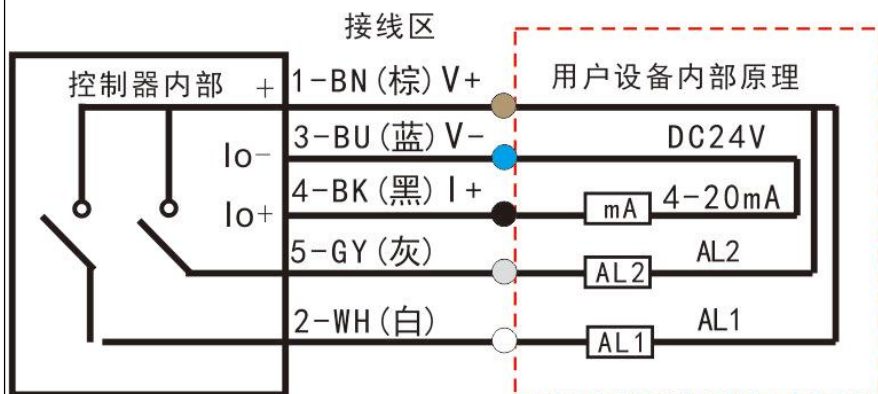 接线区
控制器内部
用户设备内部原理
+ 1-BN(棕)V+
Io- 3-BU(蓝)V-
DC24V
Io+ 4-BK(黑)I+
mA
4-20mA
5-GY(灰)
AL2
AL2
2-WH(白)
AL1
AL1